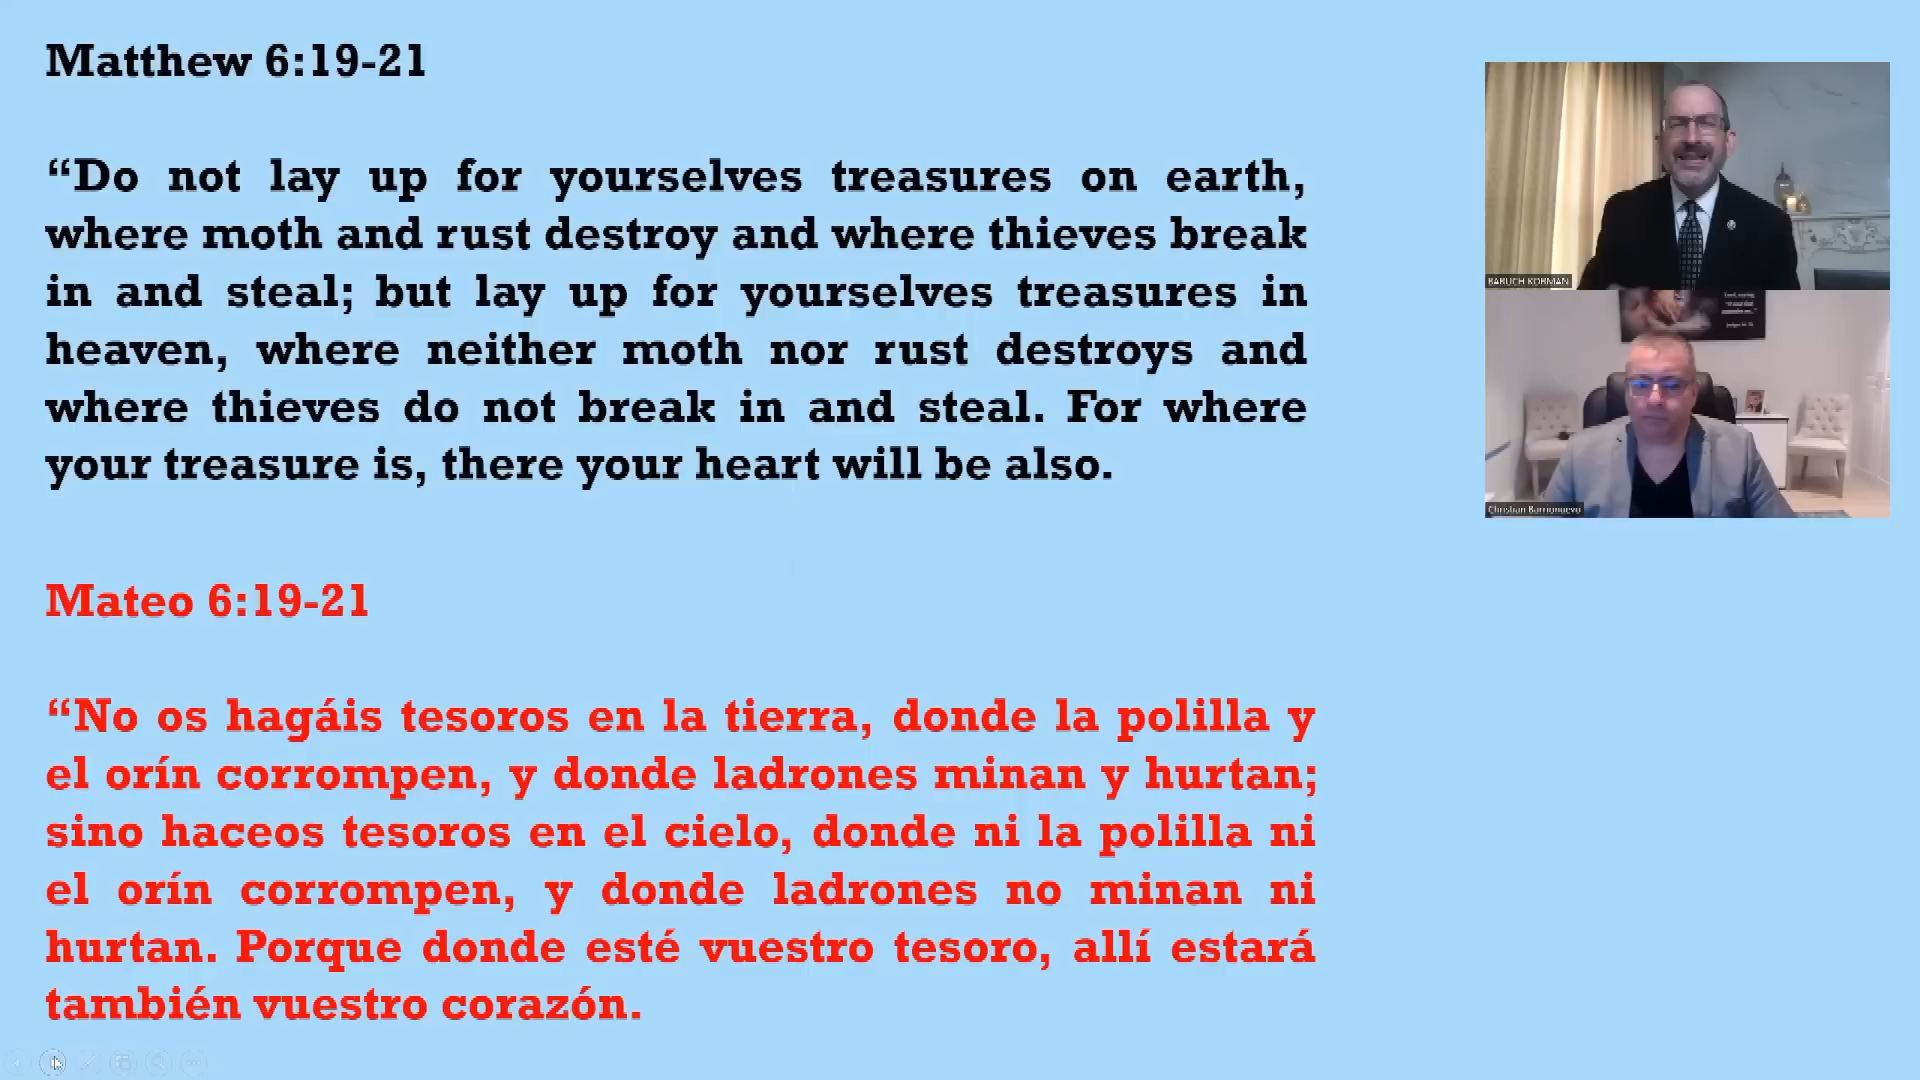 Matthew 6:19-21
“Do not lay up for yourselves treasures on earth,
where moth and rust destroy and where thieves break
in and steal; but lay up for yourselves treasures in
heaven, where neither moth nor rust destroys and
where thieves do not break in and steal. For where
your treasure is, there your heart will be also.
Mateo 6:19-21
“No os hagáis tesoros en la tierra, donde la polilla y
el orín corrompen, y donde ladrones minan y hurtan;
sino haceos tesoros en el cielo, donde ni la polilla ni
el orín corrompen, y donde ladrones no minan ni
hurtan. Porque donde esté vuestro tesoro, allí estará
también vuestro corazón.
BARUCH KORMAN
Christian Barrionuevo